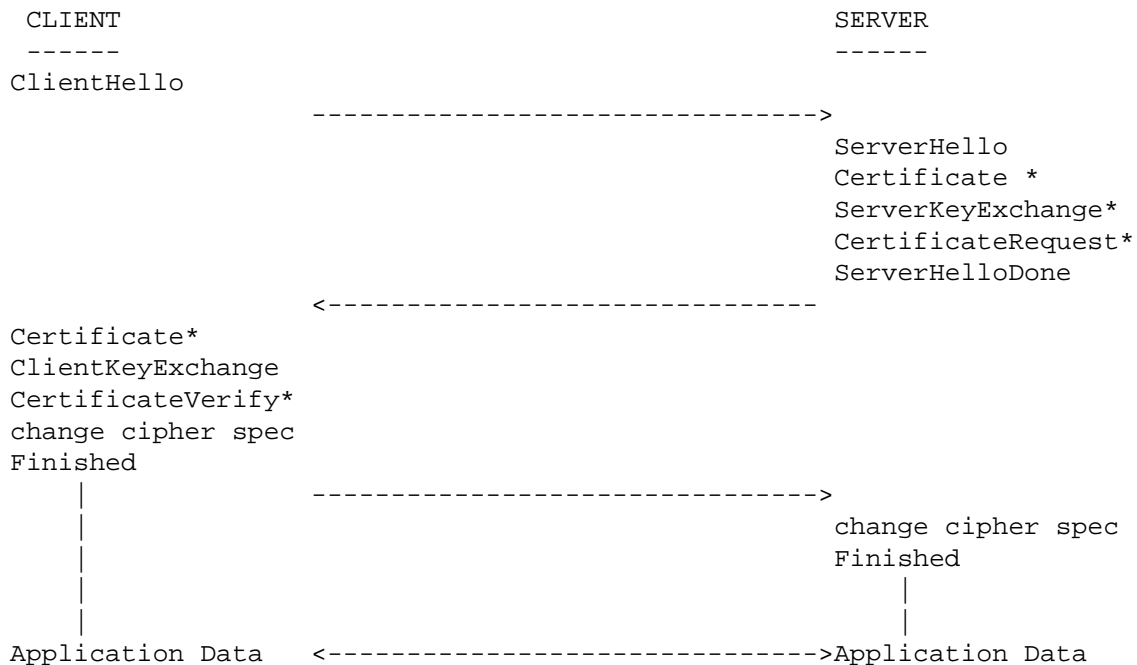 CLIENT SERVER
------ ------
ClientHello
-------------------------------->
ServerHello
Certificate *
ServerKeyExchange*
CertificateRequest*
ServerHelloDone
<-------------------------------
Certificate*
ClientKeyExchange
CertificateVerify*
change cipher spec
Finished
| -------------------------------->
| change cipher spec
| Finished
| |
| |
Application Data <------------------------------->Application Data